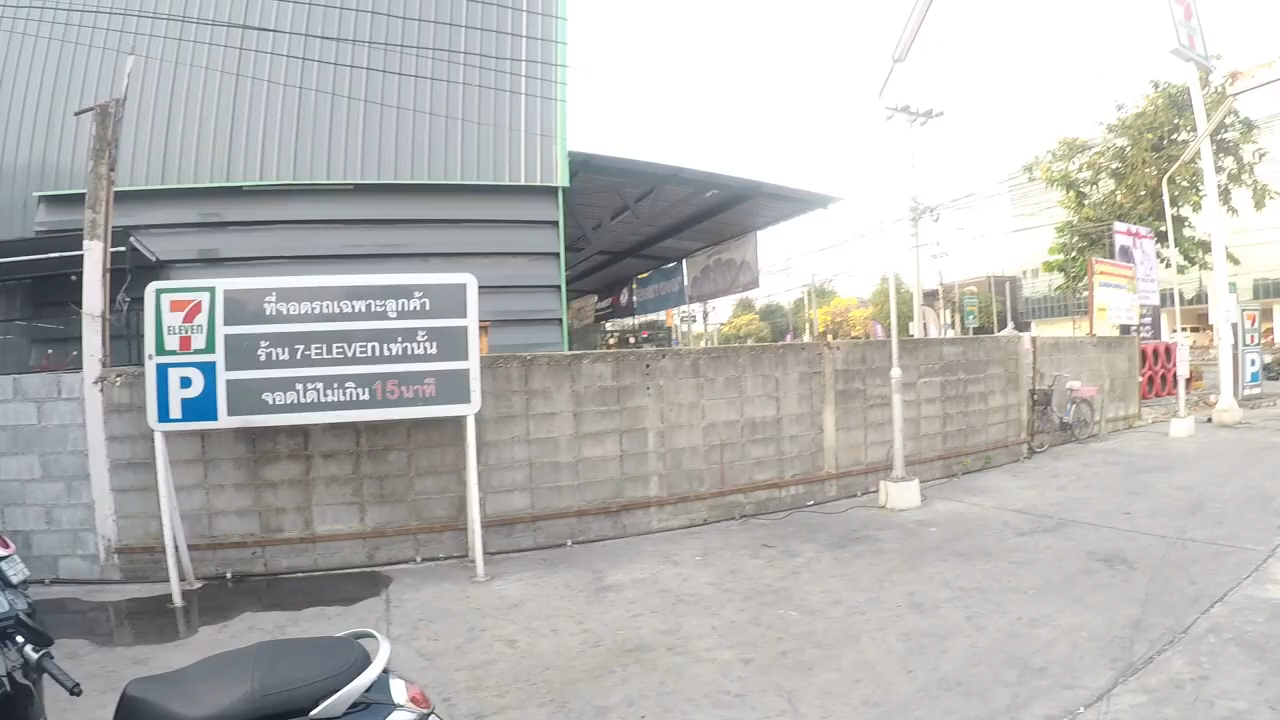 7
ELEVEn
P
ที่จอดรถเฉพาะลูกค้า
ร้าน 7-ELEVEn เท่านั้น
จอดได้ไม่เกิน 15 นาที
P